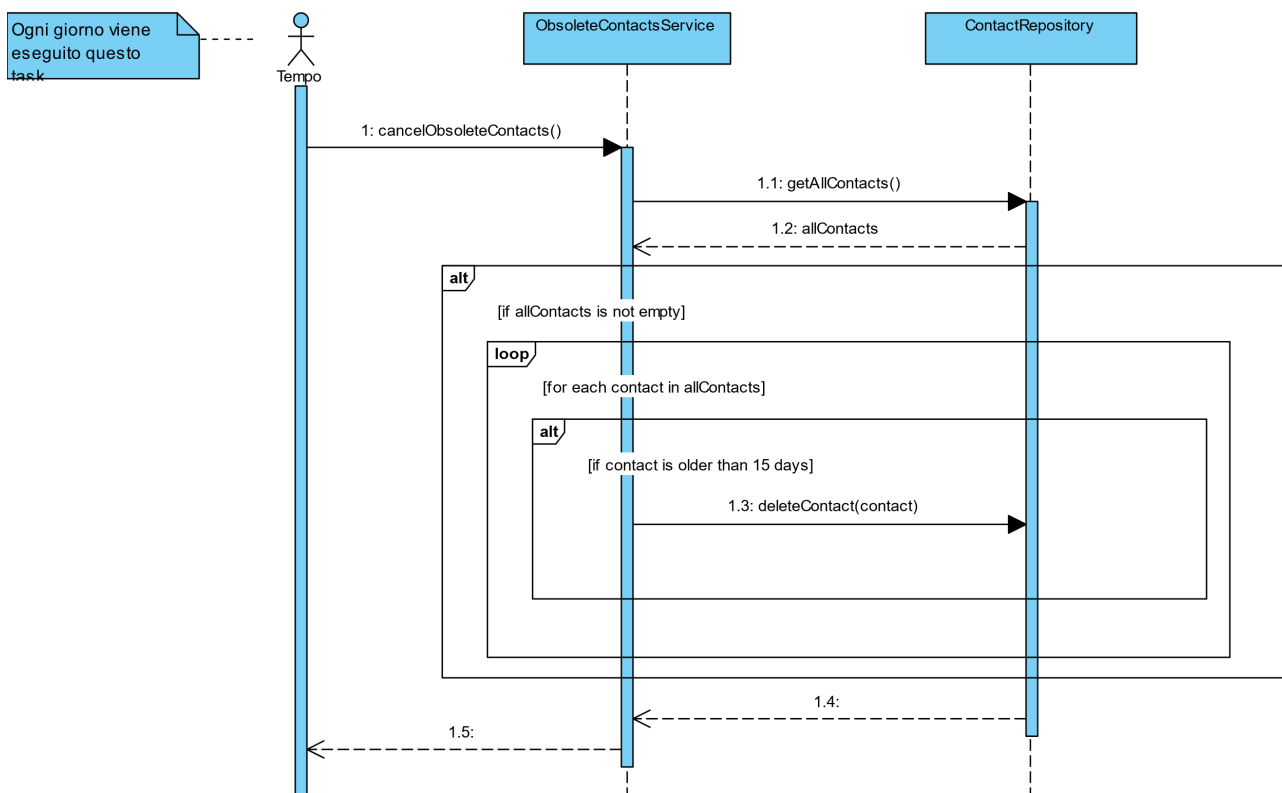 Ogni giorno viene
eseguito questo
task
Tempo
ObsoleteContactsService
ContactRepository
1: cancelObsoleteContacts()
1.1: getAllContacts()
1.2: allContacts
alt
[if allContacts is not empty]
loop
[for each contact in allContacts]
alt
[if contact is older than 15 days]
1.3: deleteContact(contact)
1.4:
1.5: